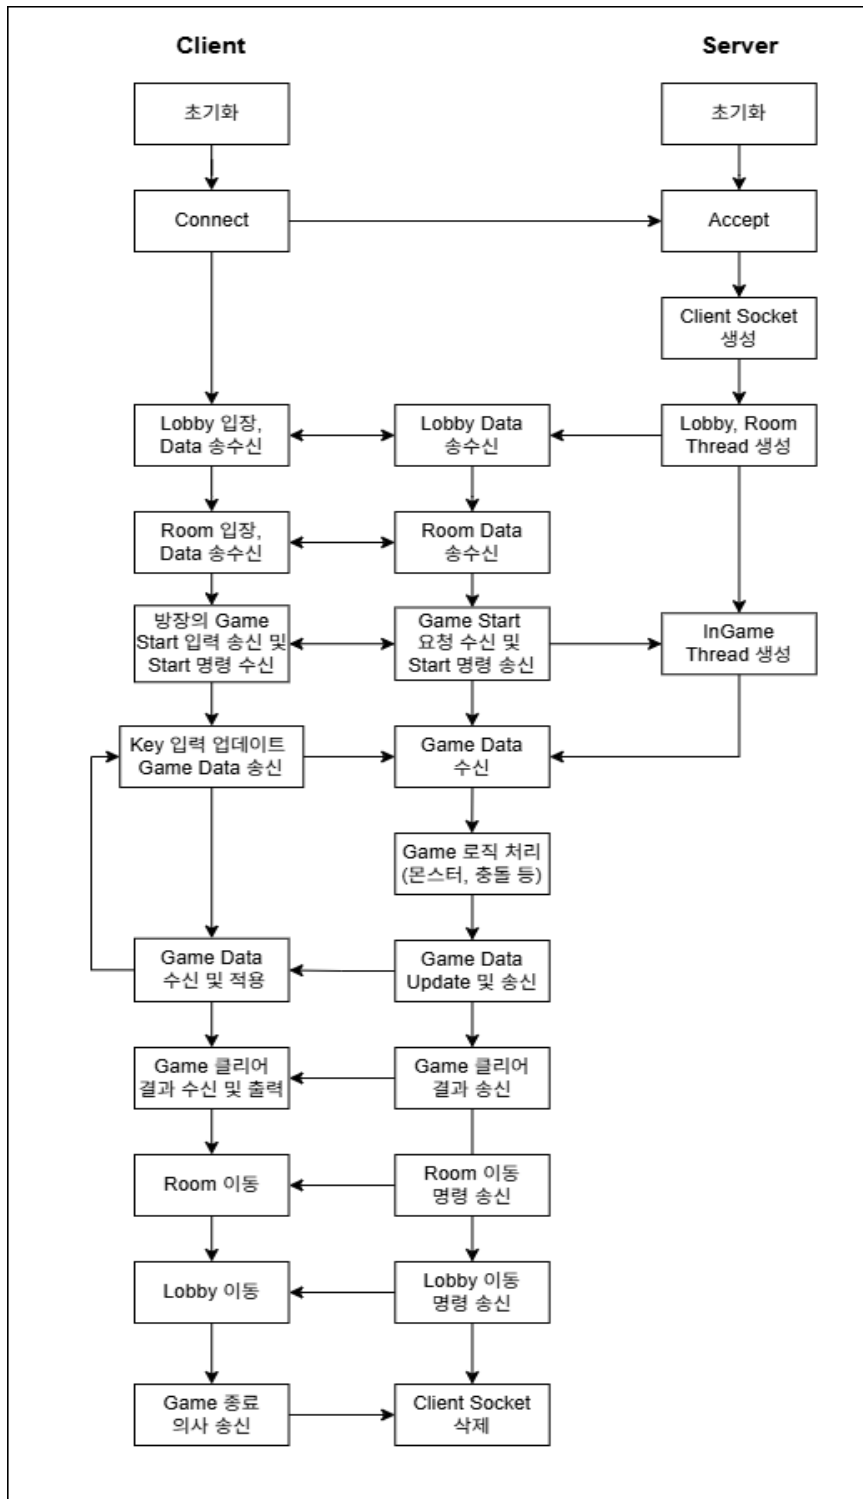 Client
Server
초기화
초기화
Connect
Accept
Client Socket
생성
Lobby 입장,
Data 송수신
Lobby Data
송수신
Lobby, Room
Thread 생성
Room 입장,
Data 송수신
Room Data
송수신
방장의 Game
Start 입력 송신 및
Start 명령 수신
Game Start
요청 수신 및
Start 명령 송신
InGame
Thread 생성
Key 입력 업데이트
Game Data 송신
Game Data
수신
Game 로직 처리
(몬스터, 충돌 등)
Game Data
수신 및 적용
Game Data
Update 및 송신
Game 클리어
결과 수신 및 출력
Game 클리어
결과 송신
Room 이동
Room 이동
명령 송신
Lobby 이동
Lobby 이동
명령 송신
Game 종료
의사 송신
Client Socket
삭제